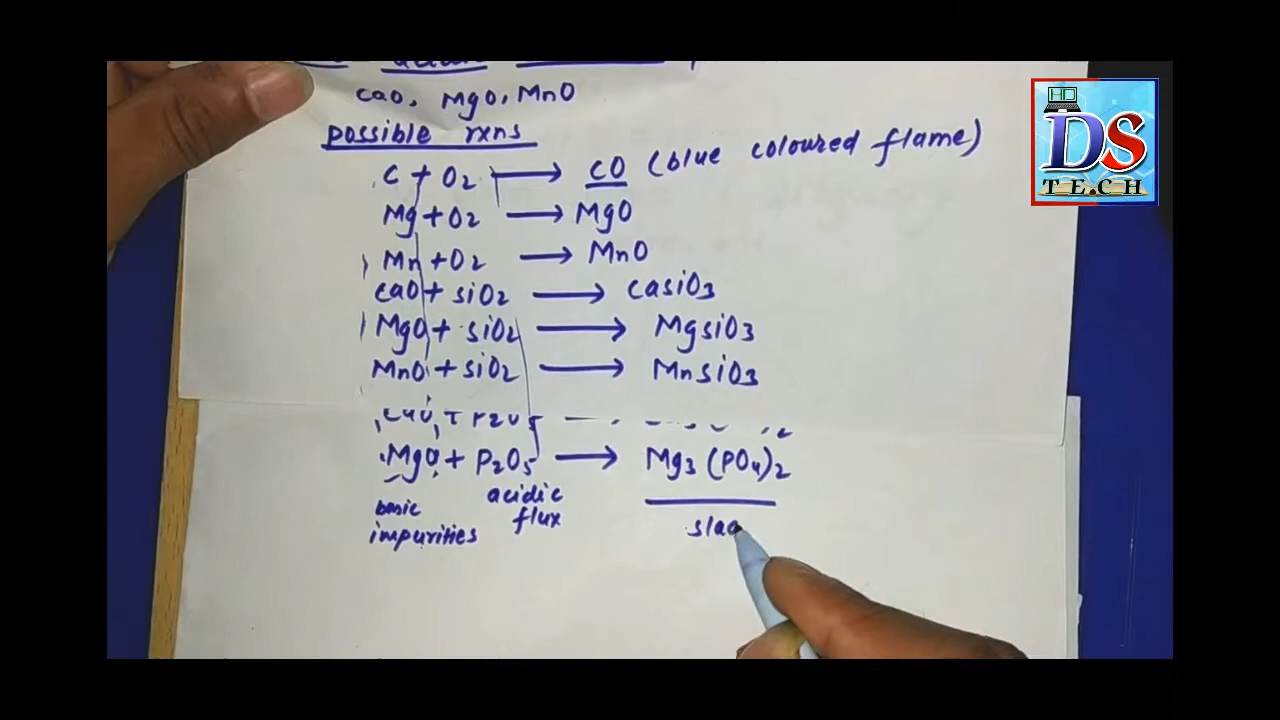 cao, MgO, MnO
possible rxns
C + O2 → CO (blue coloured flame)
Mg + O2 → MgO
Mn + O2 → MnO
caO + siO2 → casiO3
MgO + siO2 → MgsiO3
MnO + siO2 → MnsiO3
MgO + P2O5 → Mg3(PO4)2
basic impurities
acidic flux
slag
HD
DS
TECH